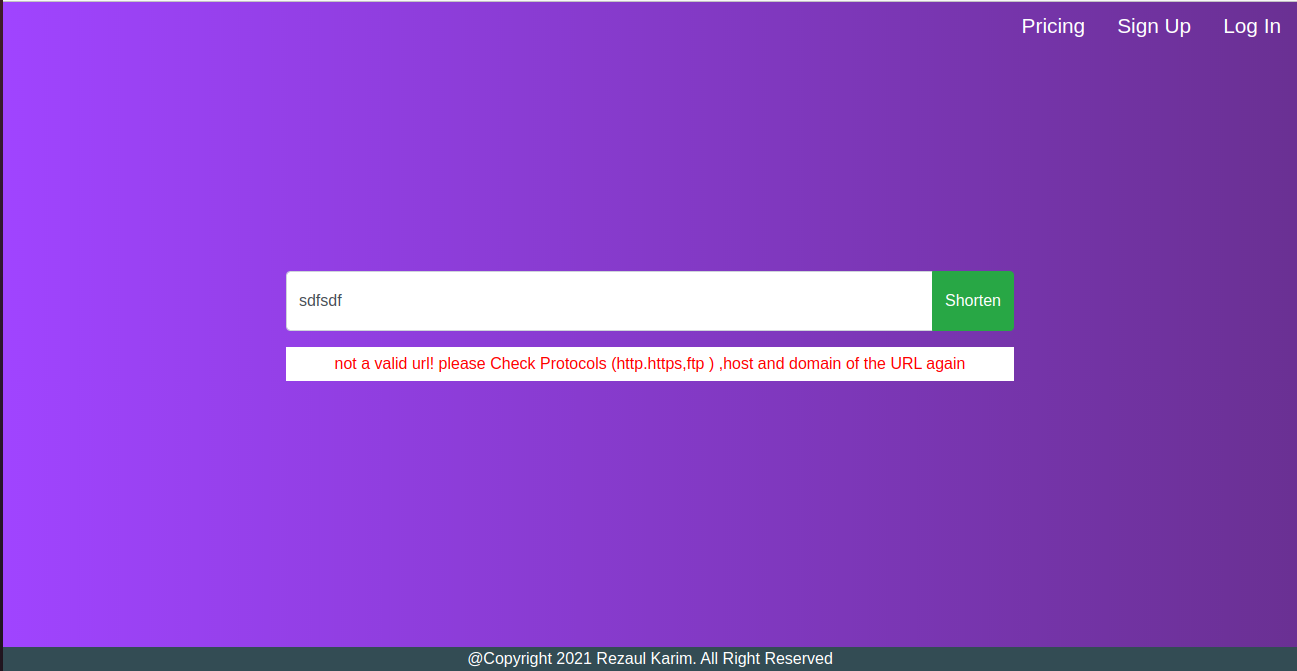 Pricing Sign Up Log In
sdfsdf Shorten
not a valid url! please Check Protocols (http.https,ftp ) ,host and domain of the URL again
@Copyright 2021 Rezaul Karim. All Right Reserved